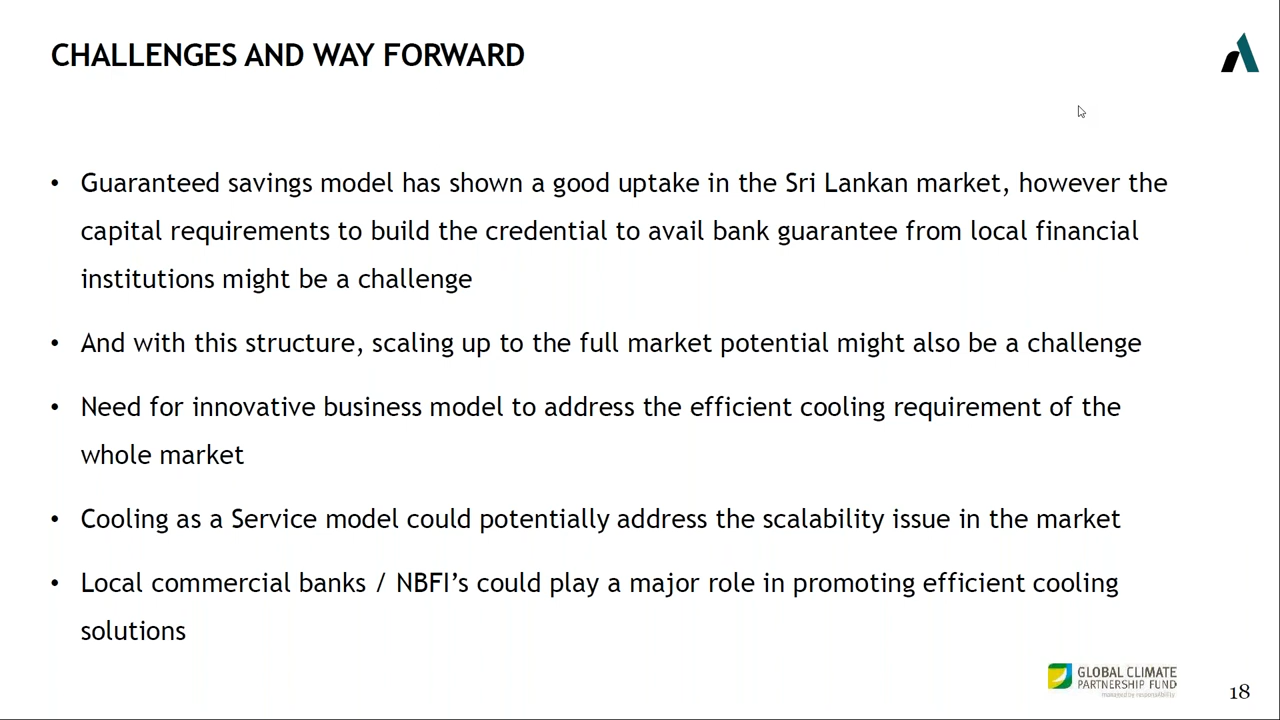 CHALLENGES AND WAY FORWARD
• Guaranteed savings model has shown a good uptake in the Sri Lankan market, however the
capital requirements to build the credential to avail bank guarantee from local financial
institutions might be a challenge
• And with this structure, scaling up to the full market potential might also be a challenge
• Need for innovative business model to address the efficient cooling requirement of the
whole market
• Cooling as a Service model could potentially address the scalability issue in the market
• Local commercial banks / NBFI’s could play a major role in promoting efficient cooling
solutions
GLOBAL CLIMATE
PARTNERSHIP FUND
managed by responsAbility
18